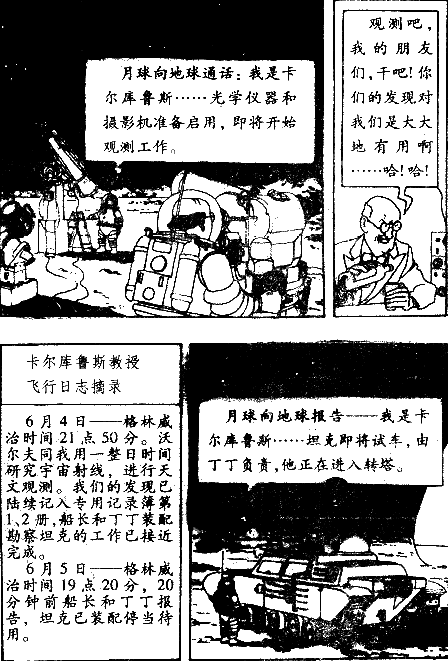 月球向地球通话：我是卡
尔库鲁斯……光学仪器和
摄影机准备启用，即将开始
观测工作。
观测吧，
我的朋友
们，干吧！你
们的发现对
我们是大大
地有用啊
……哈！哈！
卡尔库鲁斯教授
飞行日志摘录
6月4日——格林威
治时间21点50分。沃
尔夫同我用一整日时间
研究宇宙射线，进行天
文观测。我们的发现已
陆续记入专用记录簿第
1、2册，船长和丁丁装配
勘察坦克的工作已接近
完成。
6月5日——格林威
治时间19点20分，20
分钟前船长和丁丁报
告，坦克已装配停当待
用。
月球向地球报告——我是卡
尔库鲁斯……坦克即将试车，由
丁丁负责，他正在进入转塔。